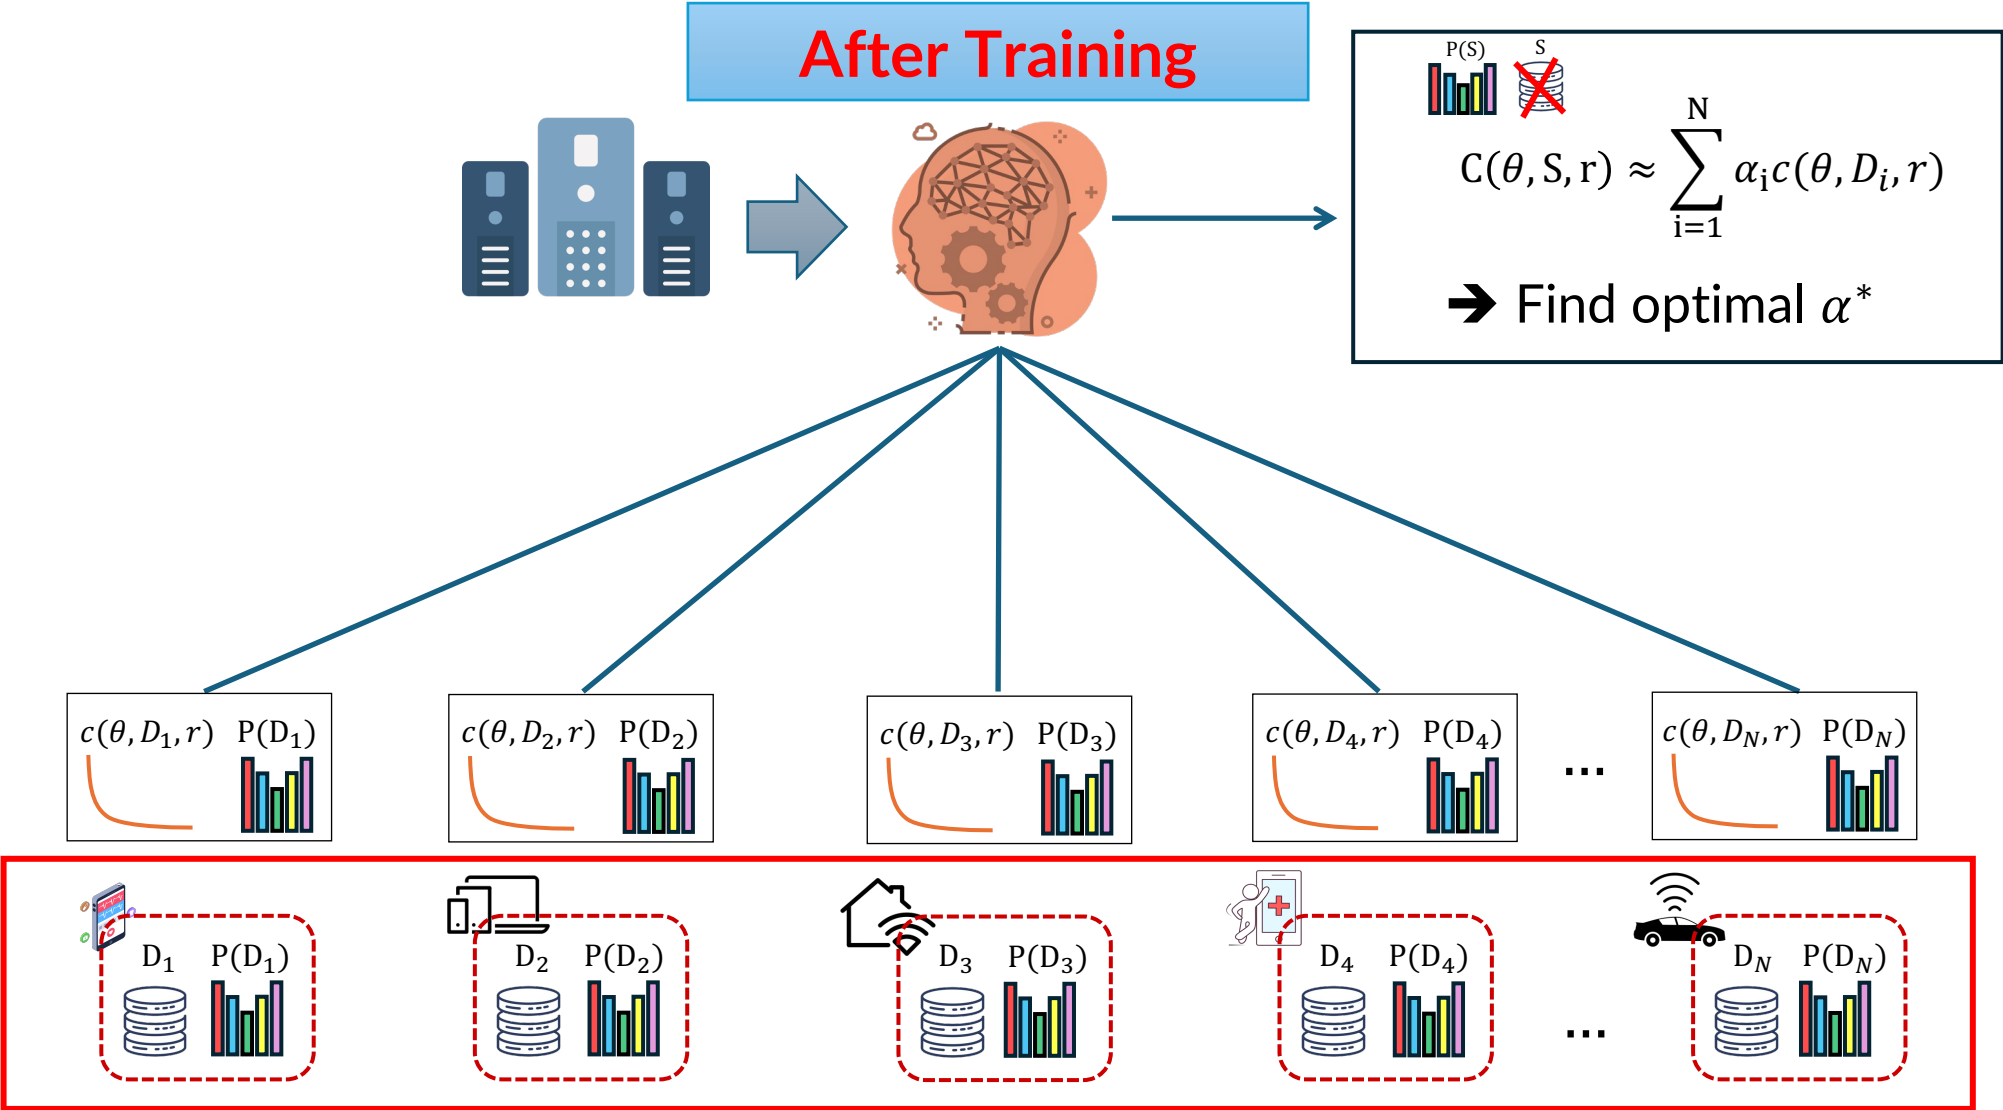 After Training
P(S) S
C(θ, S, r) ≈ ∑_{i=1}^{N} α_i c(θ, D_i, r)
➔ Find optimal α*
c(θ, D₁, r) P(D₁)
c(θ, D₂, r) P(D₂)
c(θ, D₃, r) P(D₃)
c(θ, D₄, r) P(D₄)
...
c(θ, D_N, r) P(D_N)
D₁ P(D₁)
D₂ P(D₂)
D₃ P(D₃)
D₄ P(D₄)
...
D_N P(D_N)